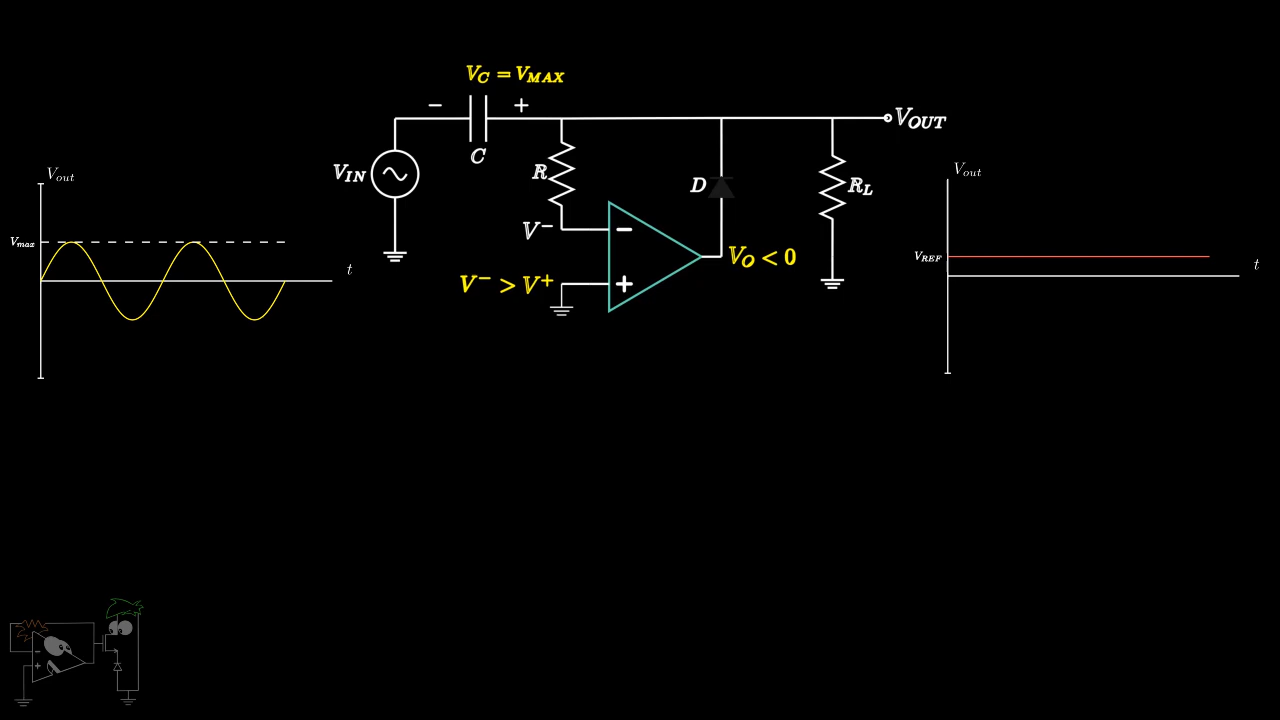 V_C = V_MAX
− +
C
V_IN
R
D
R_L
V_OUT
V^−
V^− > V^+
−
+
V_O < 0
V_out
V_max
t
V_out
V_REF
t